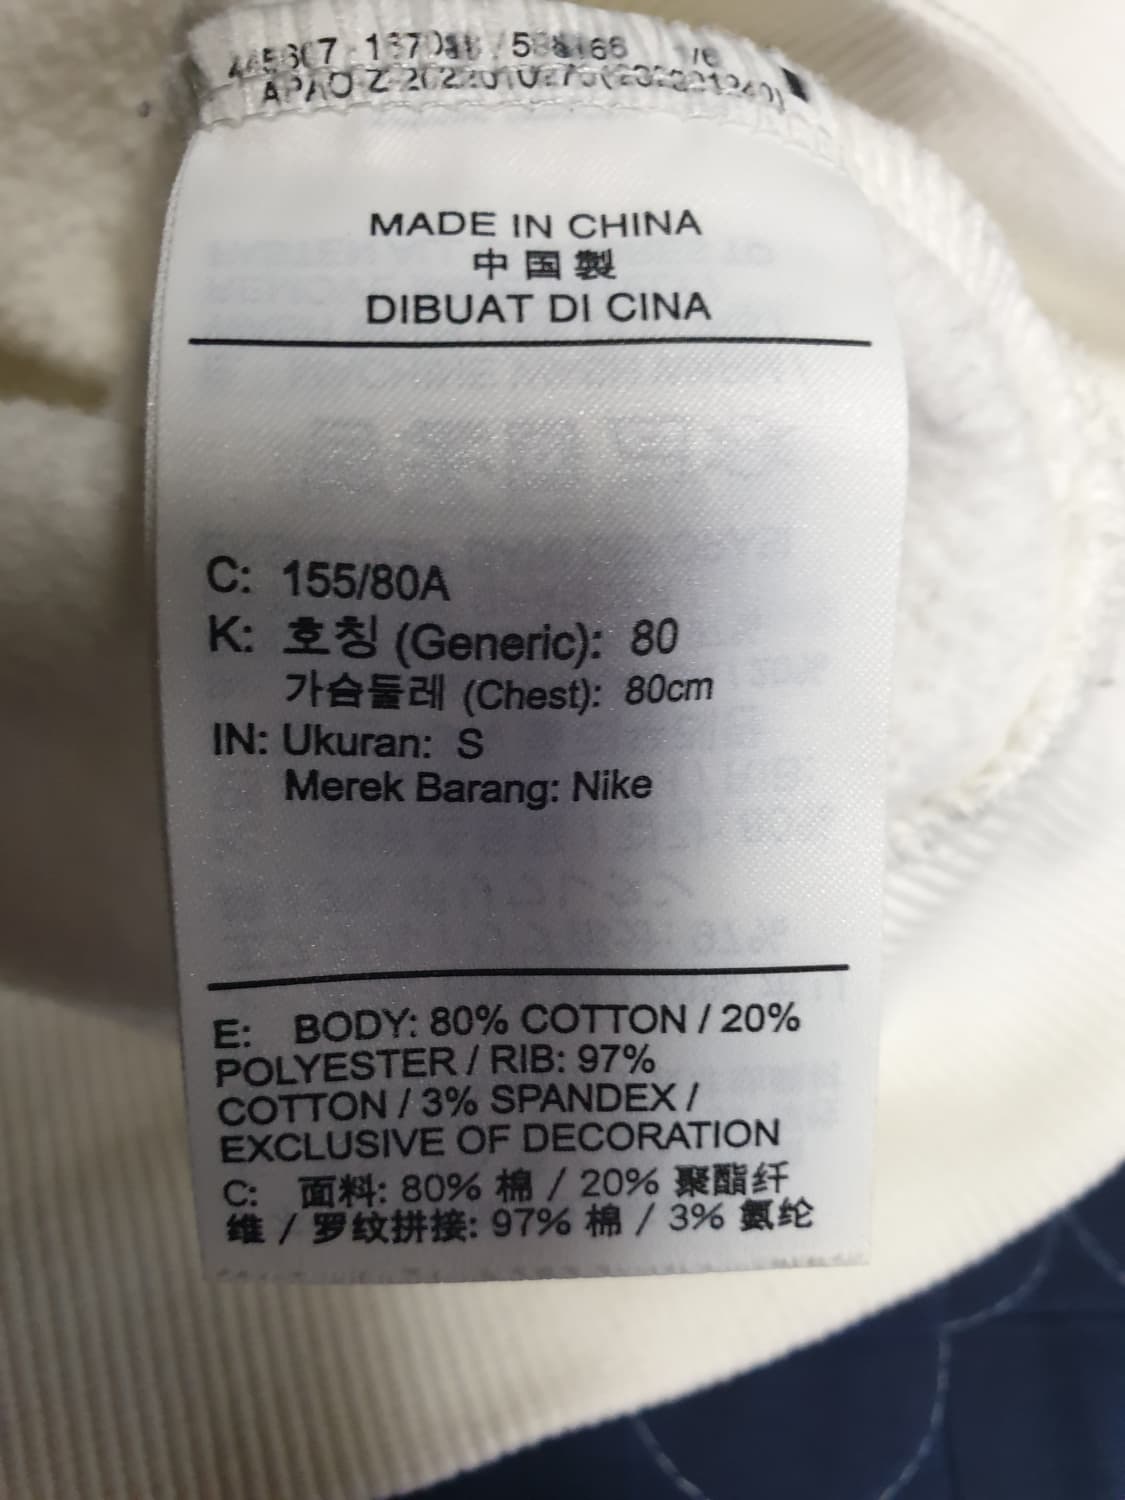 MADE IN CHINA
中国製
DIBUAT DI CINA
C: 155/80A
K: 호칭 (Generic): 80
가슴둘레 (Chest): 80cm
IN: Ukuran: S
Merek Barang: Nike
E: BODY: 80% COTTON / 20%
POLYESTER / RIB: 97%
COTTON / 3% SPANDEX /
EXCLUSIVE OF DECORATION
C: 面料: 80% 棉 / 20% 聚酯纤
维 / 罗纹拼接: 97% 棉 / 3% 氨纶